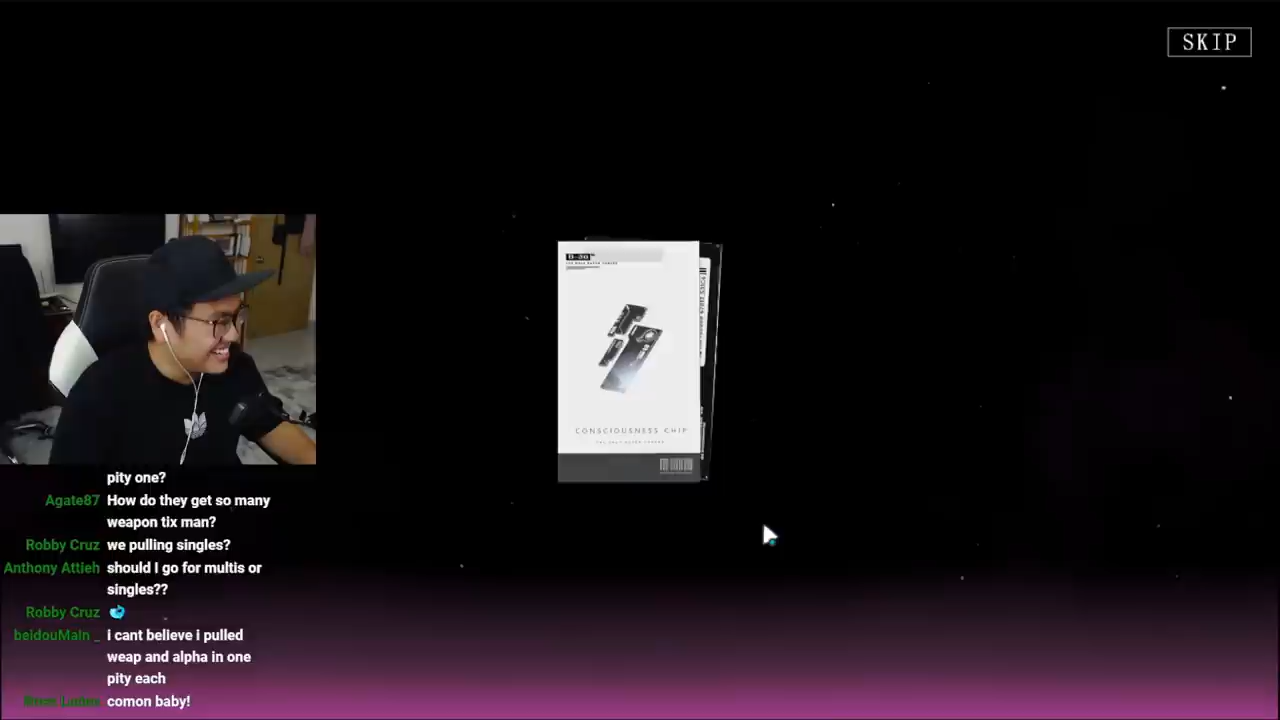 SKIP
B-30
CONSCIOUSNESS CHIP
pity one?
Agate87 How do they get so many
weapon tix man?
Robby Cruz we pulling singles?
Anthony Attieh should I go for multis or
singles??
Robby Cruz
beidouMain _ i cant believe i pulled
weap and alpha in one
pity each
comon baby!